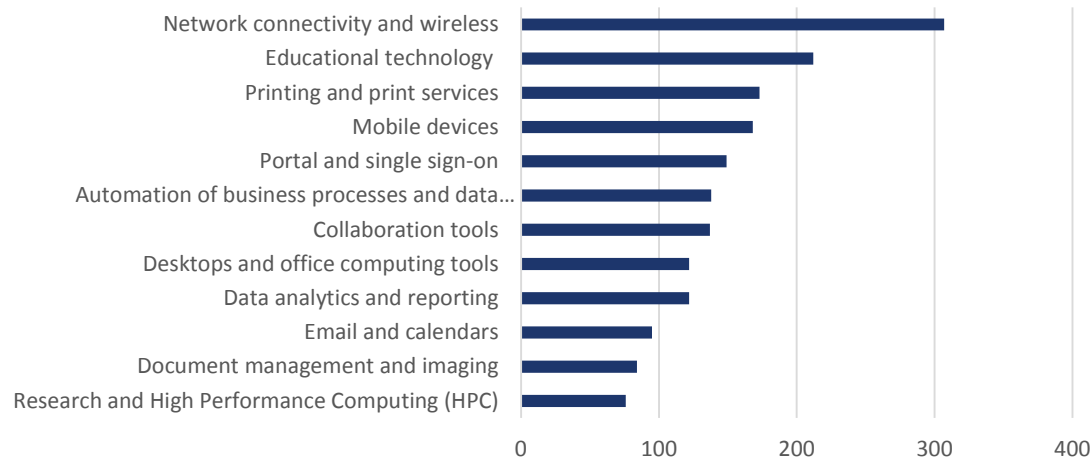 Network connectivity and wireless
Educational technology
Printing and print services
Mobile devices
Portal and single sign-on
Automation of business processes and data…
Collaboration tools
Desktops and office computing tools
Data analytics and reporting
Email and calendars
Document management and imaging
Research and High Performance Computing (HPC)
0 100 200 300 400